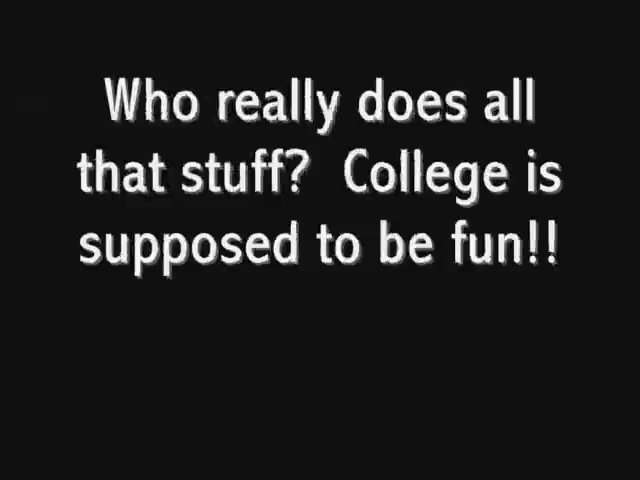 Who really does all
that stuff?  College is
supposed to be fun!!